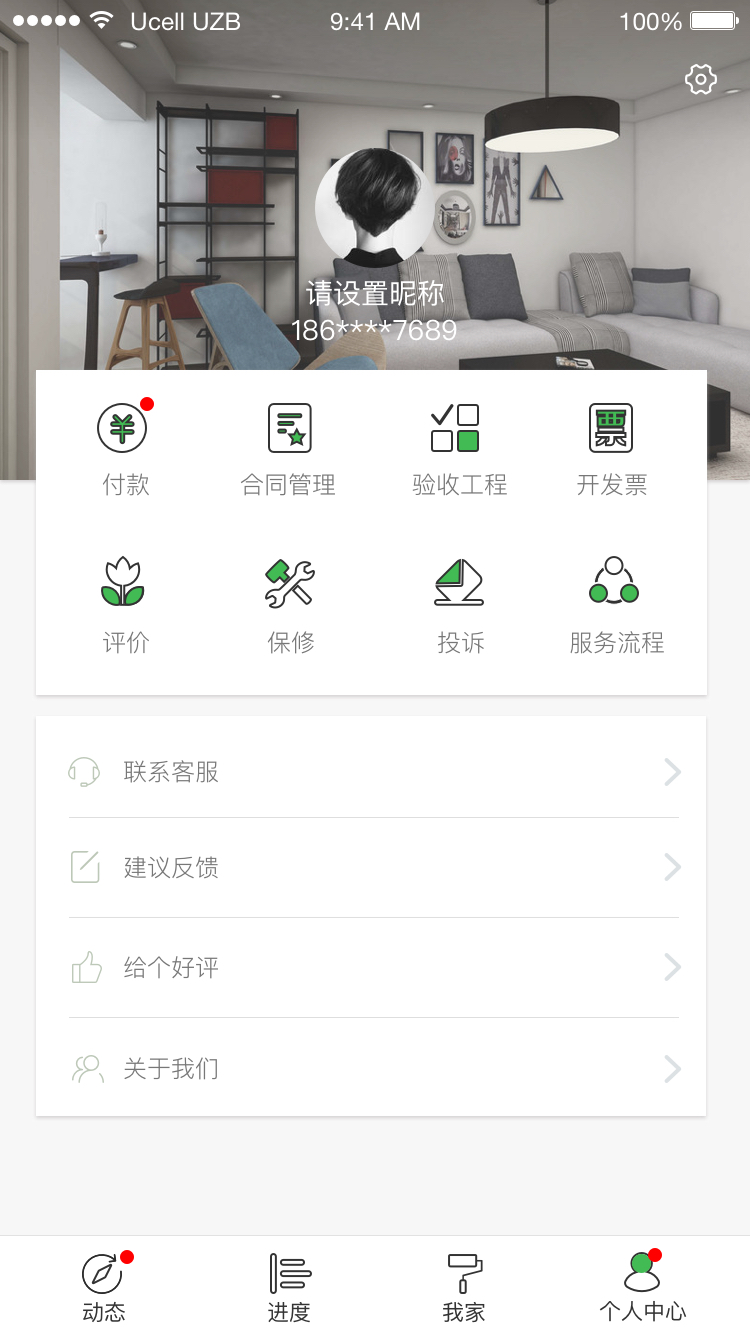 Ucell UZB 9:41 AM 100%
请设置昵称
186****7689
付款 合同管理 验收工程 开发票
评价 保修 投诉 服务流程
联系客服
建议反馈
给个好评
关于我们
动态 进度 我家 个人中心